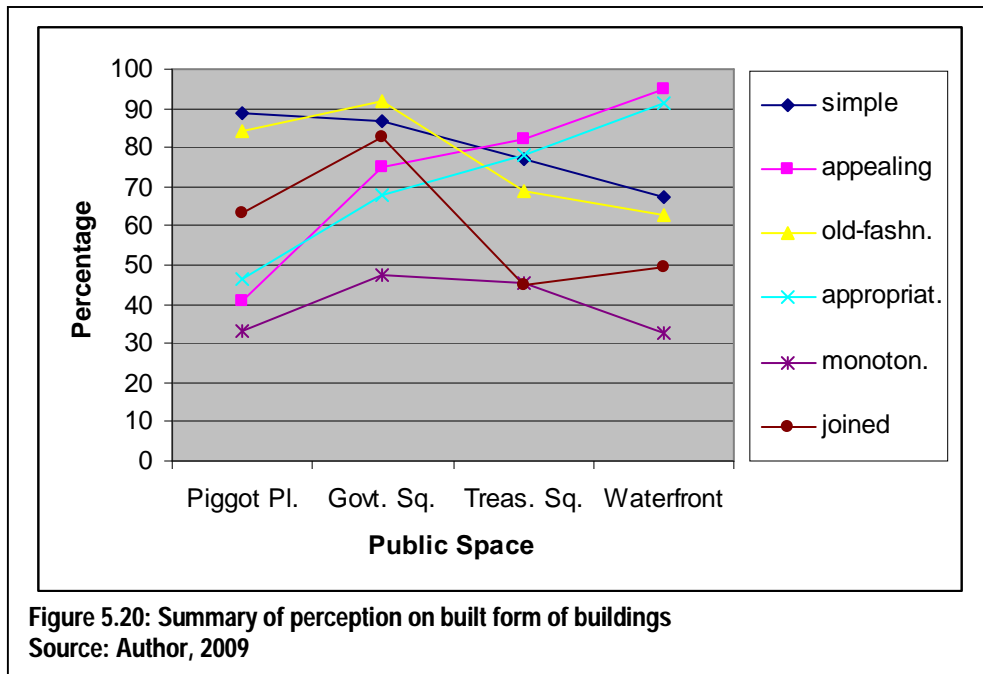 100
90
80
70
60
50
40
30
20
10
0
Percentage
Piggot Pl. Govt. Sq. Treas. Sq. Waterfront
Public Space
simple
appealing
old-fashn.
appropriat.
monoton.
joined
Figure 5.20: Summary of perception on built form of buildings
Source: Author, 2009